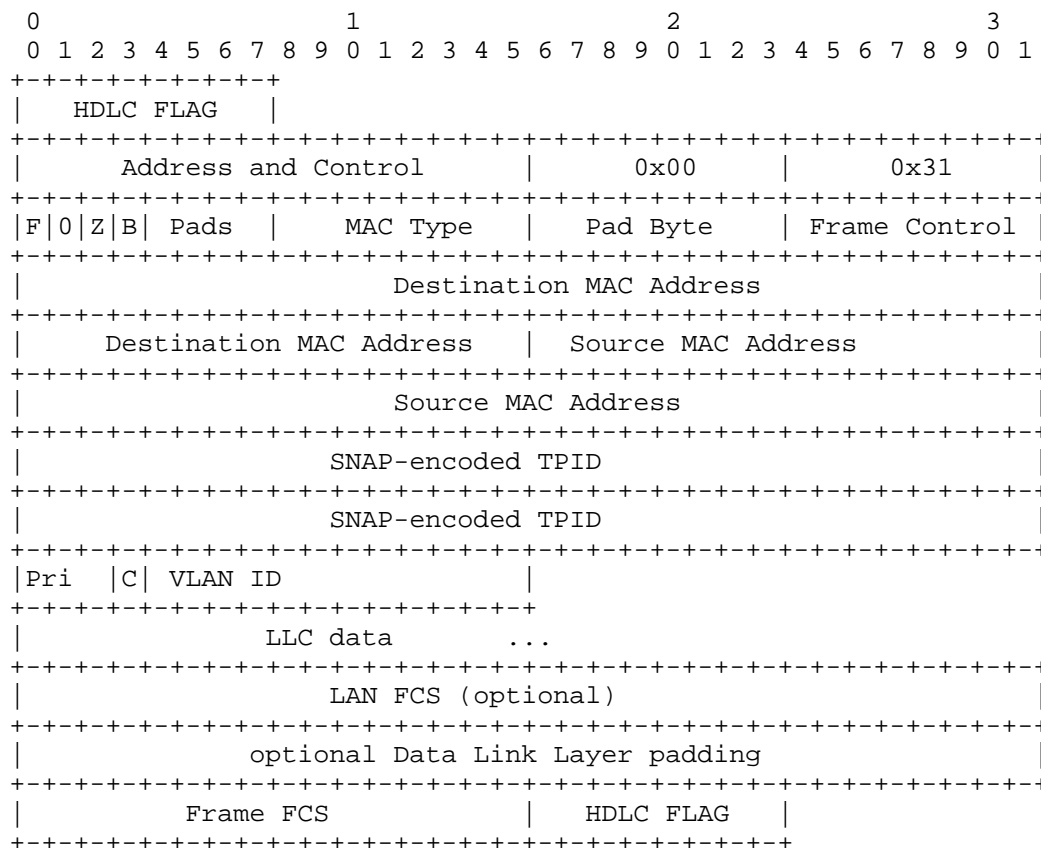 0                   1                   2                   3
 0 1 2 3 4 5 6 7 8 9 0 1 2 3 4 5 6 7 8 9 0 1 2 3 4 5 6 7 8 9 0 1
+-+-+-+-+-+-+-+-+
|   HDLC FLAG   |
+-+-+-+-+-+-+-+-+-+-+-+-+-+-+-+-+-+-+-+-+-+-+-+-+-+-+-+-+-+-+-+-+
|      Address and Control      |      0x00     |      0x31     |
+-+-+-+-+-+-+-+-+-+-+-+-+-+-+-+-+-+-+-+-+-+-+-+-+-+-+-+-+-+-+-+-+
|F|0|Z|B| Pads  |    MAC Type   |   Pad Byte    | Frame Control |
+-+-+-+-+-+-+-+-+-+-+-+-+-+-+-+-+-+-+-+-+-+-+-+-+-+-+-+-+-+-+-+-+
|                       Destination MAC Address                 |
+-+-+-+-+-+-+-+-+-+-+-+-+-+-+-+-+-+-+-+-+-+-+-+-+-+-+-+-+-+-+-+-+
|     Destination MAC Address   |  Source MAC Address           |
+-+-+-+-+-+-+-+-+-+-+-+-+-+-+-+-+-+-+-+-+-+-+-+-+-+-+-+-+-+-+-+-+
|                       Source MAC Address                      |
+-+-+-+-+-+-+-+-+-+-+-+-+-+-+-+-+-+-+-+-+-+-+-+-+-+-+-+-+-+-+-+-+
|                   SNAP-encoded TPID                           |
+-+-+-+-+-+-+-+-+-+-+-+-+-+-+-+-+-+-+-+-+-+-+-+-+-+-+-+-+-+-+-+-+
|                   SNAP-encoded TPID                           |
+-+-+-+-+-+-+-+-+-+-+-+-+-+-+-+-+-+-+-+-+-+-+-+-+-+-+-+-+-+-+-+-+
|Pri  |C| VLAN ID               |
+-+-+-+-+-+-+-+-+-+-+-+-+-+-+-+-+
|               LLC data       ...
+-+-+-+-+-+-+-+-+-+-+-+-+-+-+-+-+-+-+-+-+-+-+-+-+-+-+-+-+-+-+-+-+
|                   LAN FCS (optional)                          |
+-+-+-+-+-+-+-+-+-+-+-+-+-+-+-+-+-+-+-+-+-+-+-+-+-+-+-+-+-+-+-+-+
|              optional Data Link Layer padding                 |
+-+-+-+-+-+-+-+-+-+-+-+-+-+-+-+-+-+-+-+-+-+-+-+-+-+-+-+-+-+-+-+-+
|          Frame FCS            |   HDLC FLAG   |
+-+-+-+-+-+-+-+-+-+-+-+-+-+-+-+-+-+-+-+-+-+-+-+-+